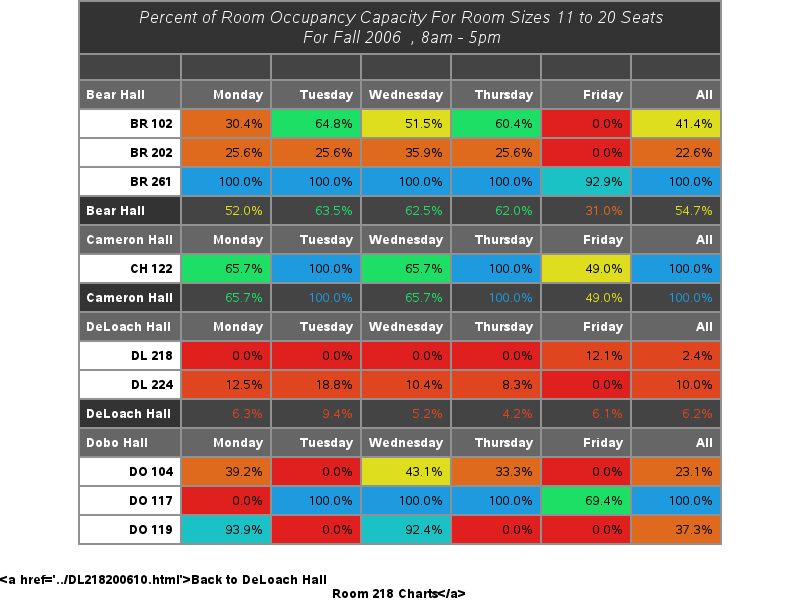 Percent of Room Occupancy Capacity For Room Sizes 11 to 20 Seats
For Fall 2006 , 8am - 5pm
Bear Hall Monday Tuesday Wednesday Thursday Friday All
BR 102 30.4% 64.8% 51.5% 60.4% 0.0% 41.4%
BR 202 25.6% 25.6% 35.9% 25.6% 0.0% 22.6%
BR 261 100.0% 100.0% 100.0% 100.0% 92.9% 100.0%
Bear Hall 52.0% 63.5% 62.5% 62.0% 31.0% 54.7%
Cameron Hall Monday Tuesday Wednesday Thursday Friday All
CH 122 65.7% 100.0% 65.7% 100.0% 49.0% 100.0%
Cameron Hall 65.7% 100.0% 65.7% 100.0% 49.0% 100.0%
DeLoach Hall Monday Tuesday Wednesday Thursday Friday All
DL 218 0.0% 0.0% 0.0% 0.0% 12.1% 2.4%
DL 224 12.5% 18.8% 10.4% 8.3% 0.0% 10.0%
DeLoach Hall 6.3% 9.4% 5.2% 4.2% 6.1% 6.2%
Dobo Hall Monday Tuesday Wednesday Thursday Friday All
DO 104 39.2% 0.0% 43.1% 33.3% 0.0% 23.1%
DO 117 0.0% 100.0% 100.0% 100.0% 69.4% 100.0%
DO 119 93.9% 0.0% 92.4% 0.0% 0.0% 37.3%
<a href='../DL218200610.html'>Back to DeLoach Hall
Room 218 Charts</a>